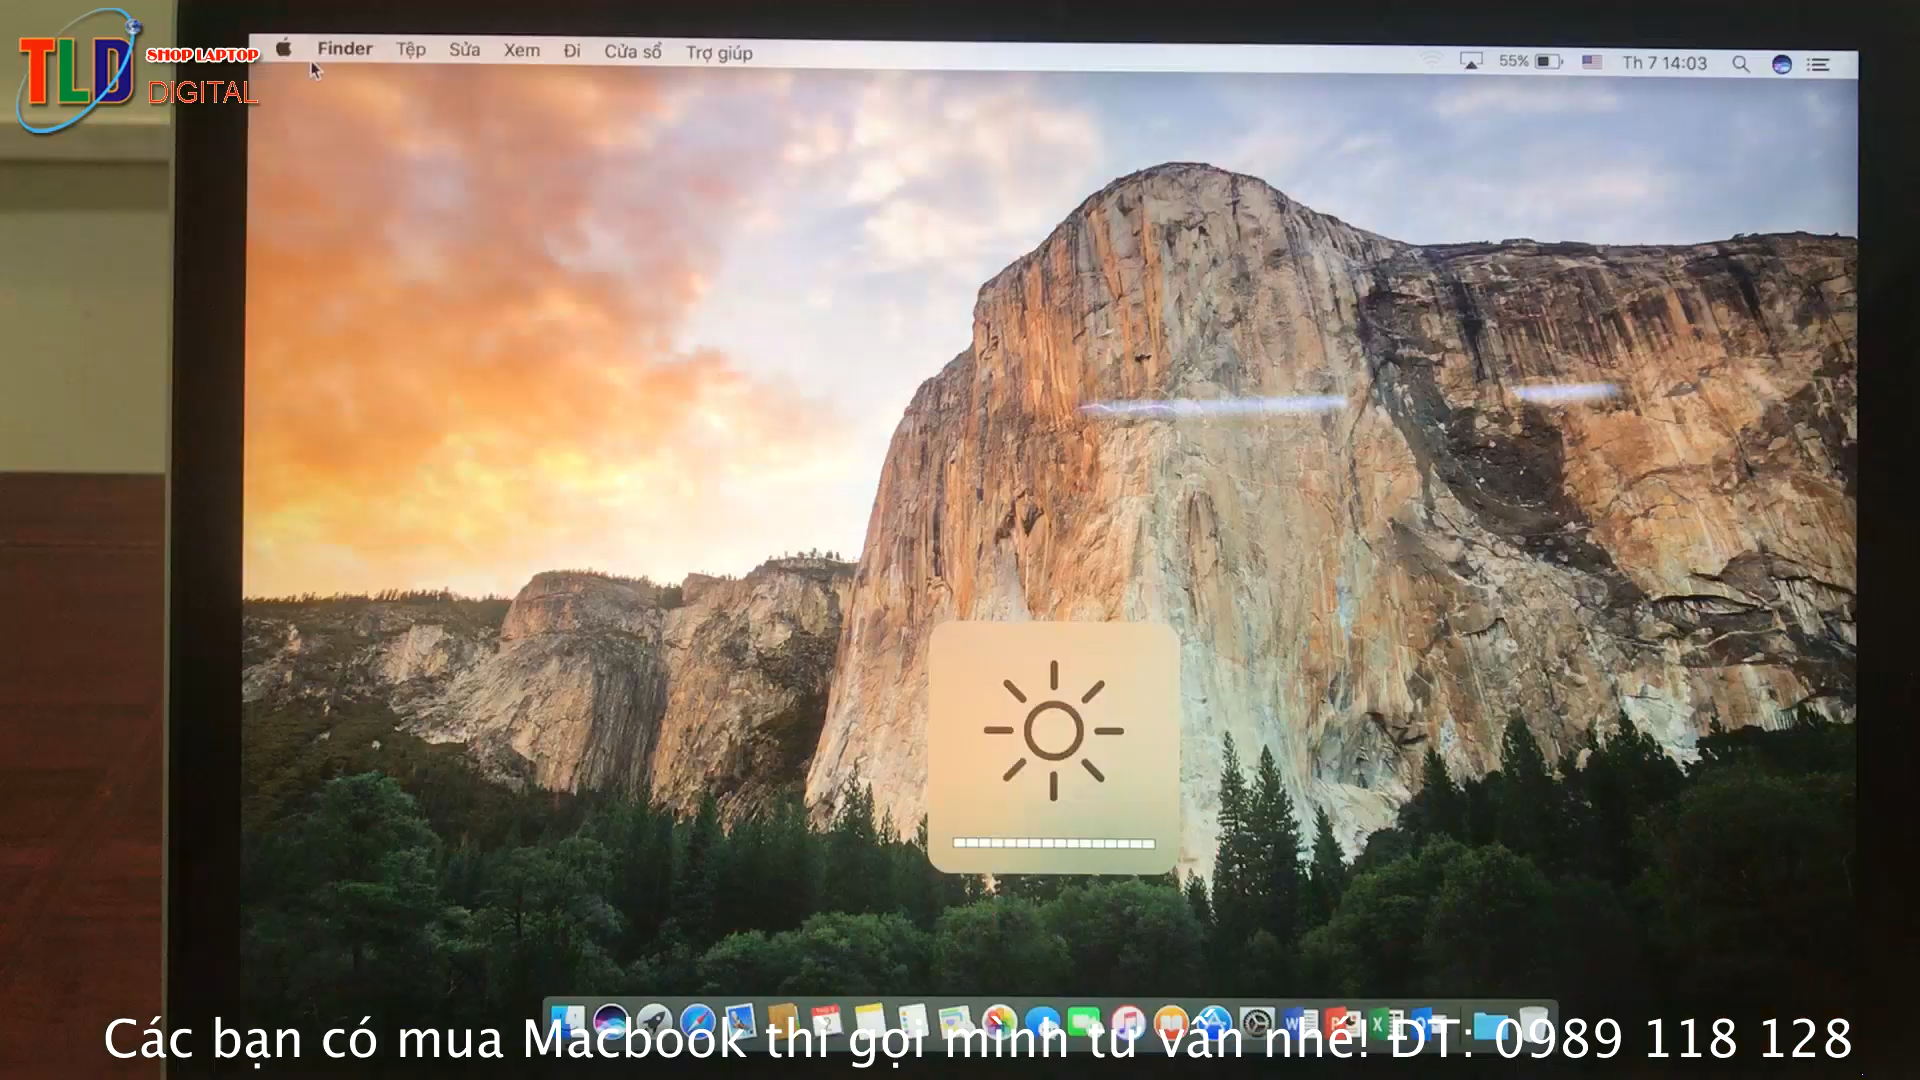 TLD
SHOP LAPTOP
DIGITAL
Finder Tệp Sửa Xem Đi Cửa sổ Trợ giúp
55% Th 7 14:03
Các bạn có mua Macbook thì gọi mình tư vấn nhé! ĐT: 0989 118 128